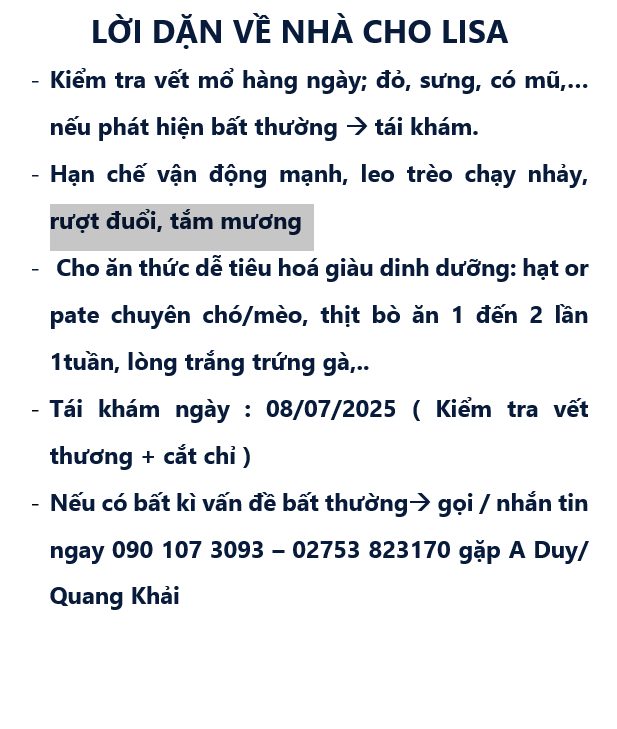 LỜI DẶN VỀ NHÀ CHO LISA
- Kiểm tra vết mổ hàng ngày; đỏ, sưng, có mũ,...
nếu phát hiện bất thường → tái khám.
- Hạn chế vận động mạnh, leo trèo chạy nhảy,
rượt đuổi, tắm mương
- Cho ăn thức dễ tiêu hoá giàu dinh dưỡng: hạt or
pate chuyên chó/mèo, thịt bò ăn 1 đến 2 lần
1tuần, lòng trắng trứng gà,..
- Tái khám ngày : 08/07/2025 ( Kiểm tra vết
thương + cắt chỉ )
- Nếu có bất kì vấn đề bất thường→ gọi / nhắn tin
ngay 090 107 3093 – 02753 823170 gặp A Duy/
Quang Khải